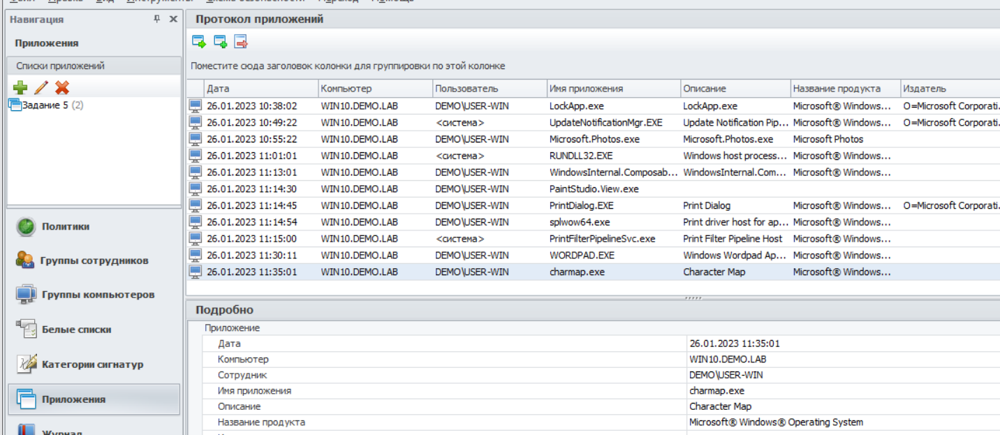 Файл Правка Вид Инструменты Схема безопасности Переход Помощь
Навигация
Приложения
Списки приложений
Задание 5 (2)
Политики
Группы сотрудников
Группы компьютеров
Белые списки
Категории сигнатур
Приложения
Журнал
Протокол приложений
Поместите сюда заголовок колонки для группировки по этой колонке
Дата Компьютер Пользователь Имя приложения Описание Название продукта Издатель
26.01.2023 10:38:02 WIN10.DEMO.LAB DEMO\USER-WIN LockApp.exe LockApp.exe Microsoft® Windows... O=Microsoft Corporati.
26.01.2023 10:49:22 WIN10.DEMO.LAB <система> UpdateNotificationMgr.EXE Update Notification Pip... Microsoft® Windows... O=Microsoft Corporati.
26.01.2023 10:55:22 WIN10.DEMO.LAB DEMO\USER-WIN Microsoft.Photos.exe Microsoft.Photos.exe Microsoft Photos
26.01.2023 11:01:01 WIN10.DEMO.LAB <система> RUNDLL32.EXE Windows host process... Microsoft® Windows...
26.01.2023 11:13:01 WIN10.DEMO.LAB DEMO\USER-WIN WindowsInternal.Composab... WindowsInternal.Com... Microsoft® Windows...
26.01.2023 11:14:30 WIN10.DEMO.LAB DEMO\USER-WIN PaintStudio.View.exe
26.01.2023 11:14:45 WIN10.DEMO.LAB DEMO\USER-WIN PrintDialog.EXE Print Dialog Microsoft® Windows... O=Microsoft Corporati.
26.01.2023 11:14:54 WIN10.DEMO.LAB DEMO\USER-WIN splwow64.exe Print driver host for ap... Microsoft® Windows...
26.01.2023 11:15:00 WIN10.DEMO.LAB <система> PrintFilterPipelineSvc.exe Print Filter Pipeline Host Microsoft® Windows...
26.01.2023 11:30:11 WIN10.DEMO.LAB DEMO\USER-WIN WORDPAD.EXE Windows Wordpad Ap... Microsoft® Windows...
26.01.2023 11:35:01 WIN10.DEMO.LAB DEMO\USER-WIN charmap.exe Character Map Microsoft® Windows...
Подробно
Приложение
Дата 26.01.2023 11:35:01
Компьютер WIN10.DEMO.LAB
Сотрудник DEMO\USER-WIN
Имя приложения charmap.exe
Описание Character Map
Название продукта Microsoft® Windows® Operating System